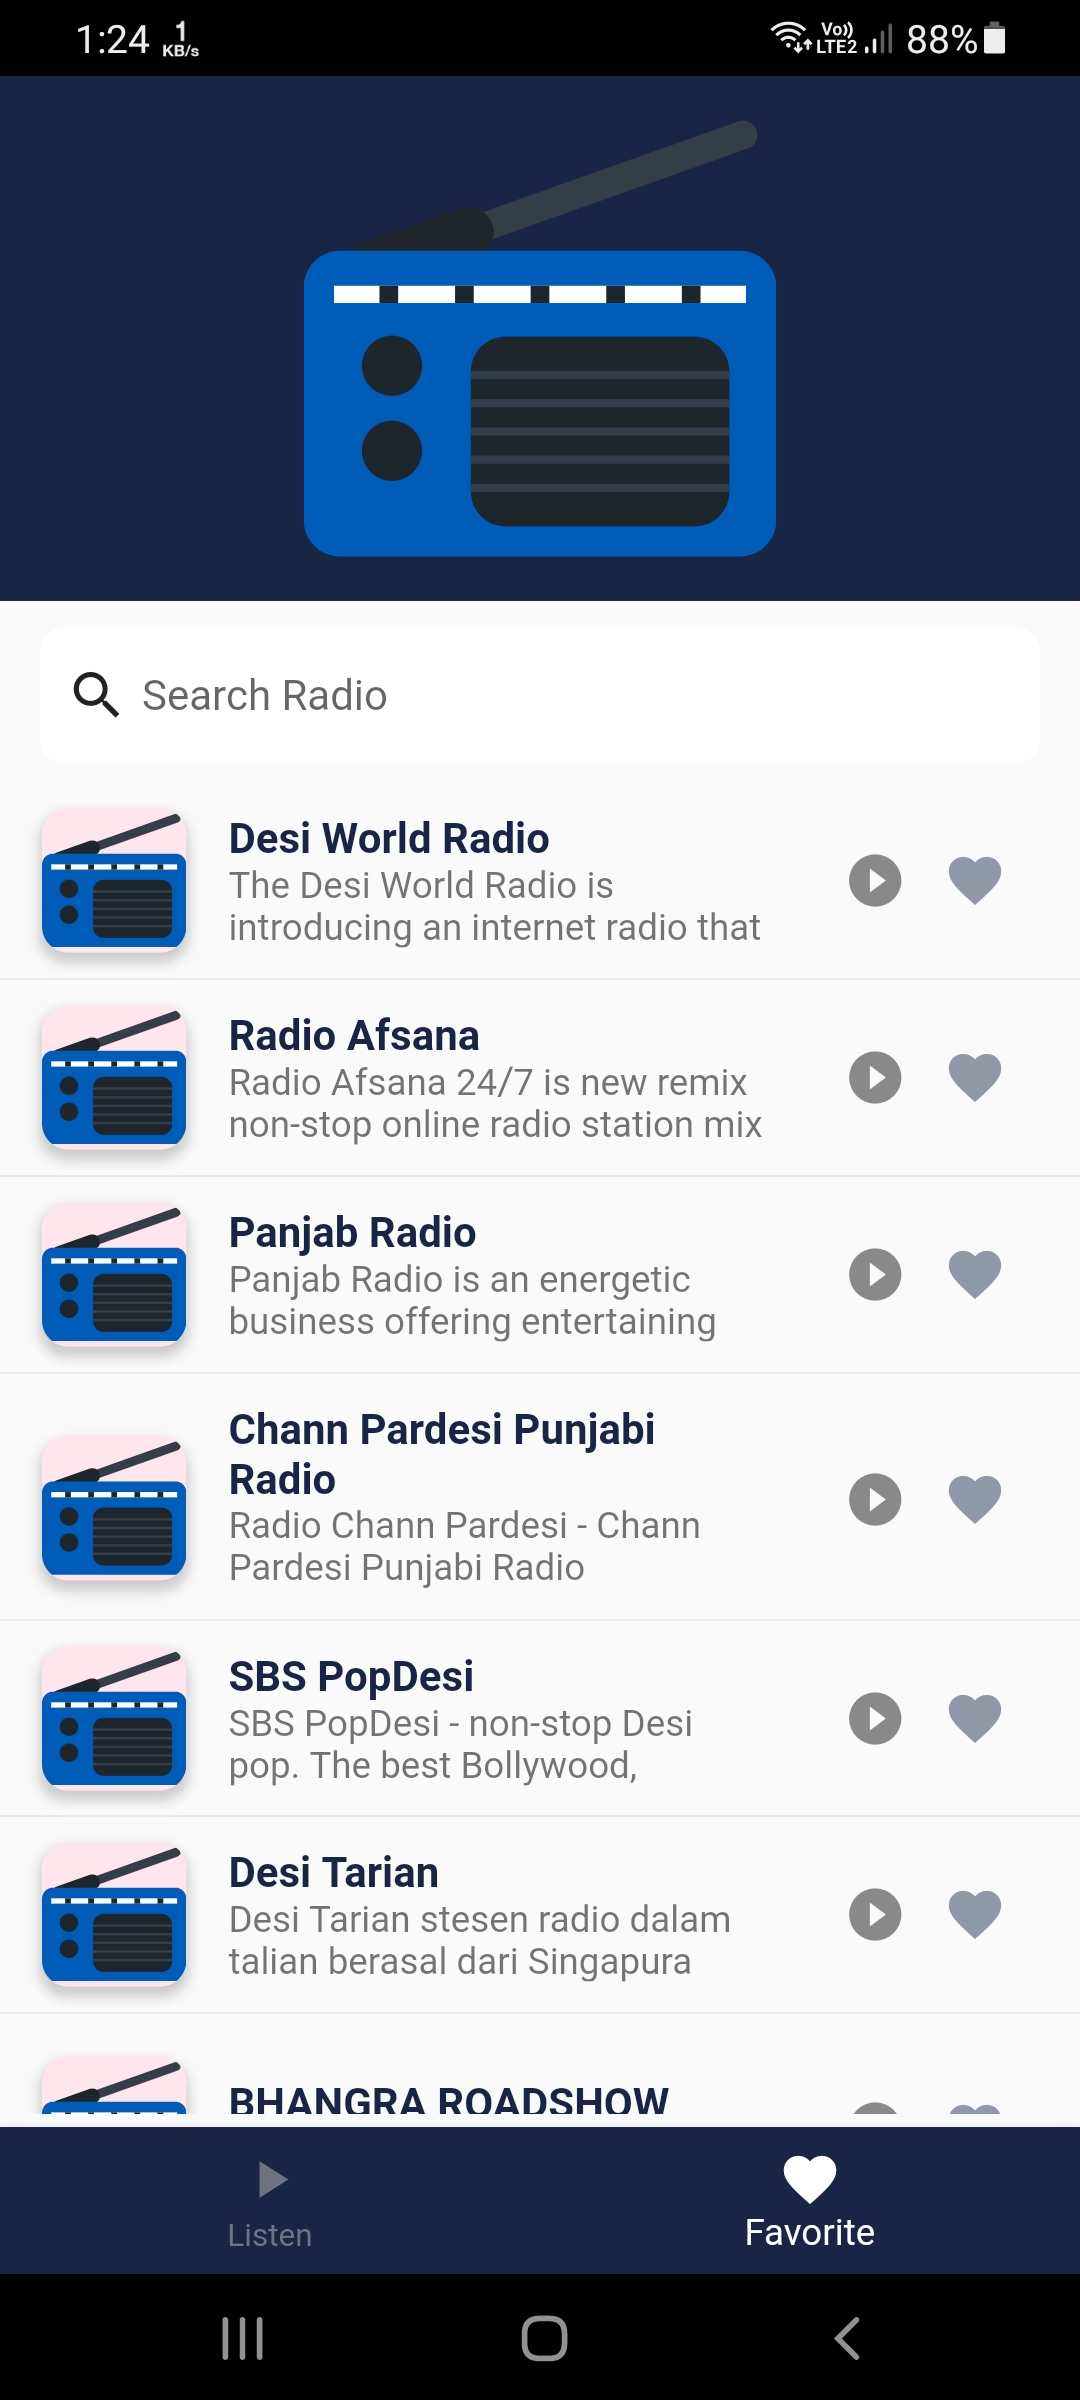 1:24 1 KB/s Vo)) LTE2 88%
Search Radio
Desi World Radio
The Desi World Radio is
introducing an internet radio that
Radio Afsana
Radio Afsana 24/7 is new remix
non-stop online radio station mix
Panjab Radio
Panjab Radio is an energetic
business offering entertaining
Chann Pardesi Punjabi
Radio
Radio Chann Pardesi - Chann
Pardesi Punjabi Radio
SBS PopDesi
SBS PopDesi - non-stop Desi
pop. The best Bollywood,
Desi Tarian
Desi Tarian stesen radio dalam
talian berasal dari Singapura
BHANGRA ROADSHOW
Listen
Favorite